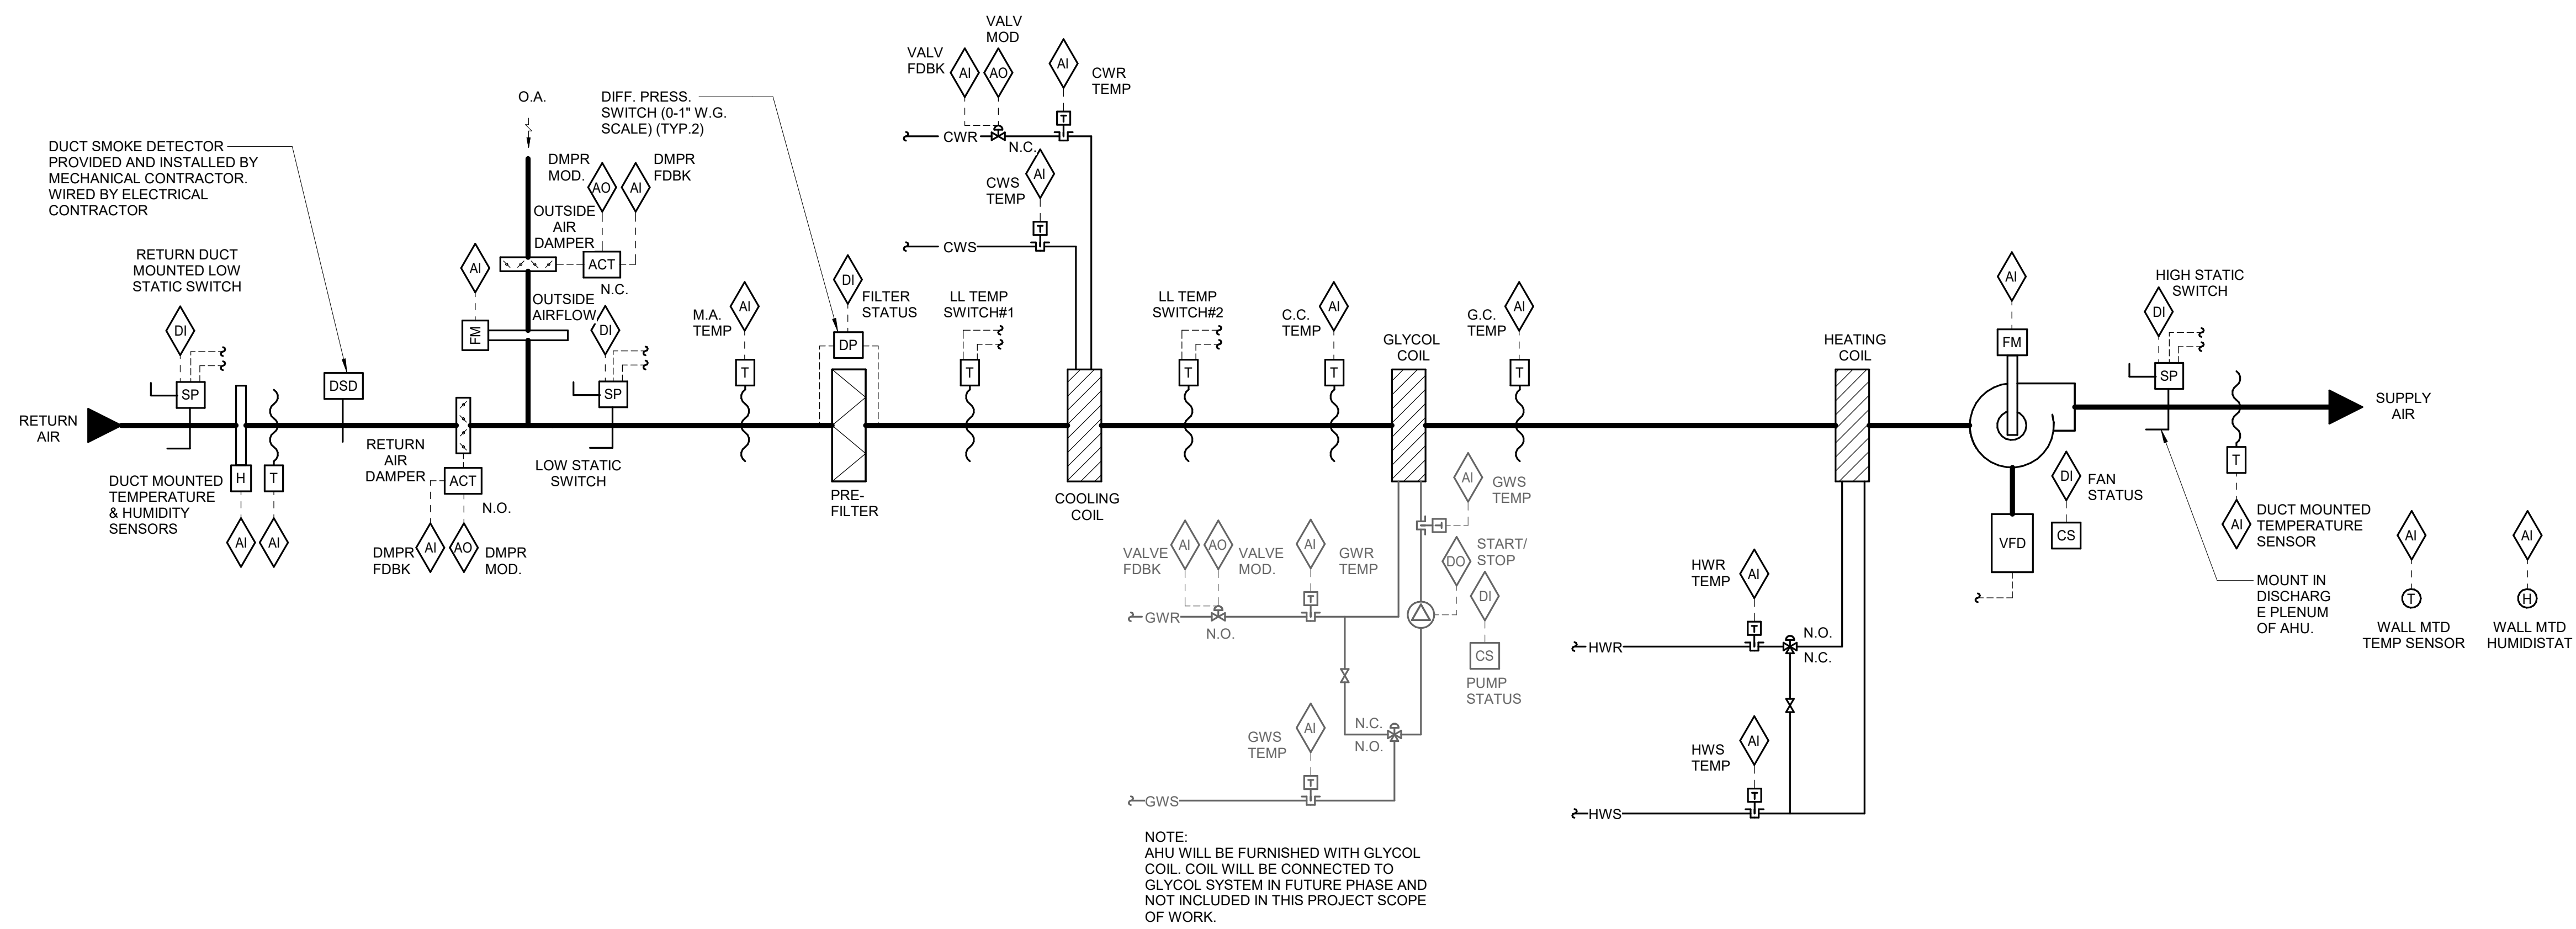 VALV
MOD
VALV
FDBK
AI
AO
AI
CWR
TEMP
T
CWR
N.C.
CWS
TEMP
AI
T
CWS
O.A.
DIFF. PRESS.
SWITCH (0-1" W.G.
SCALE) (TYP.2)
DUCT SMOKE DETECTOR
PROVIDED AND INSTALLED BY
MECHANICAL CONTRACTOR.
WIRED BY ELECTRICAL
CONTRACTOR
DMPR
MOD.
AO
AI
DMPR
FDBK
OUTSIDE
AIR
DAMPER
ACT
N.C.
AI
FM
OUTSIDE
AIRFLOW
DI
SP
LOW STATIC
SWITCH
RETURN DUCT
MOUNTED LOW
STATIC SWITCH
DI
SP
RETURN
AIR
DUCT MOUNTED
TEMPERATURE
& HUMIDITY
SENSORS
H
T
AI
AI
DSD
RETURN
AIR
DAMPER
ACT
N.O.
DMPR
FDBK
AI
AO
DMPR
MOD.
M.A.
TEMP
AI
T
DI
FILTER
STATUS
DP
PRE-
FILTER
LL TEMP
SWITCH#1
T
COOLING
COIL
LL TEMP
SWITCH#2
T
C.C.
TEMP
AI
T
GLYCOL
COIL
G.C.
TEMP
AI
T
AI
GWS
TEMP
T
VALVE
FDBK
AI
AO
VALVE
MOD.
AI
GWR
TEMP
T
GWR
N.O.
DO
START/
STOP
DI
CS
PUMP
STATUS
N.C.
N.O.
GWS
TEMP
AI
T
GWS
NOTE:
AHU WILL BE FURNISHED WITH GLYCOL
COIL. COIL WILL BE CONNECTED TO
GLYCOL SYSTEM IN FUTURE PHASE AND
NOT INCLUDED IN THIS PROJECT SCOPE
OF WORK.
HEATING
COIL
HWR
TEMP
AI
T
HWR
N.O.
N.C.
HWS
TEMP
AI
T
HWS
AI
FM
VFD
DI
FAN
STATUS
CS
HIGH STATIC
SWITCH
DI
SP
SUPPLY
AIR
T
AI
DUCT MOUNTED
TEMPERATURE
SENSOR
MOUNT IN
DISCHARG
E PLENUM
OF AHU.
AI
T
WALL MTD
TEMP SENSOR
AI
H
WALL MTD
HUMIDISTAT